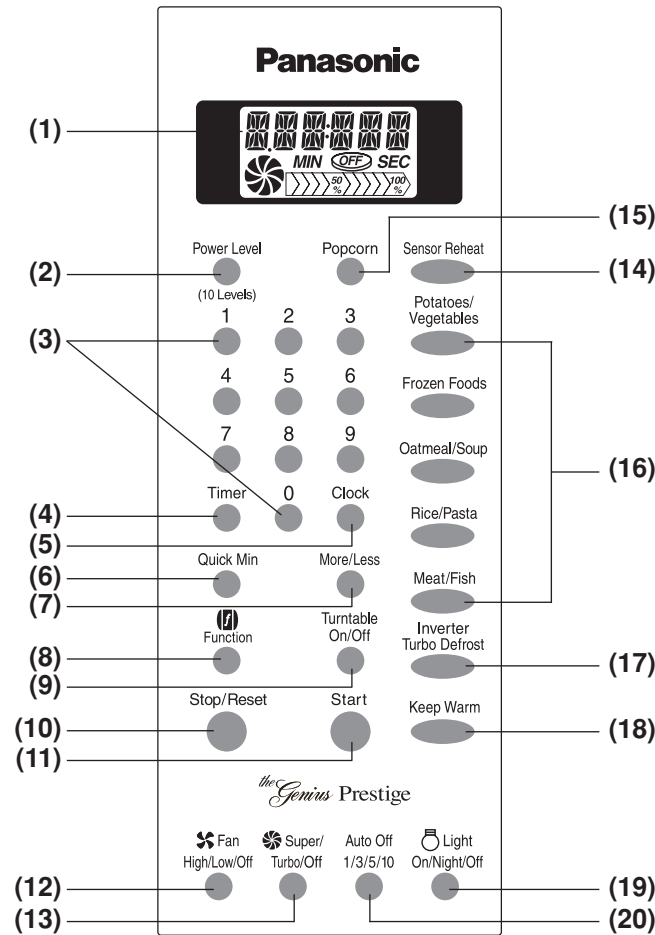 Panasonic
(1)
MIN OFF SEC
50 % 100 %
(15)
Power Level Popcorn Sensor Reheat
(2) (14)
(10 Levels)
Potatoes/
Vegetables
(3) 1 2 3
4 5 6 Frozen Foods
7 8 9 Oatmeal/Soup
(16)
Timer 0 Clock
(4) Rice/Pasta
(5)
Quick Min More/Less Meat/Fish
(6)
(7)
Function
Turntable
On/Off
Inverter
Turbo Defrost
(8) (17)
(9)
Stop/Reset Start Keep Warm
(10) (18)
(11)
the Genius Prestige
Fan Super/ Auto Off Light
High/Low/Off Turbo/Off 1/3/5/10 On/Night/Off
(12) (19)
(13) (20)